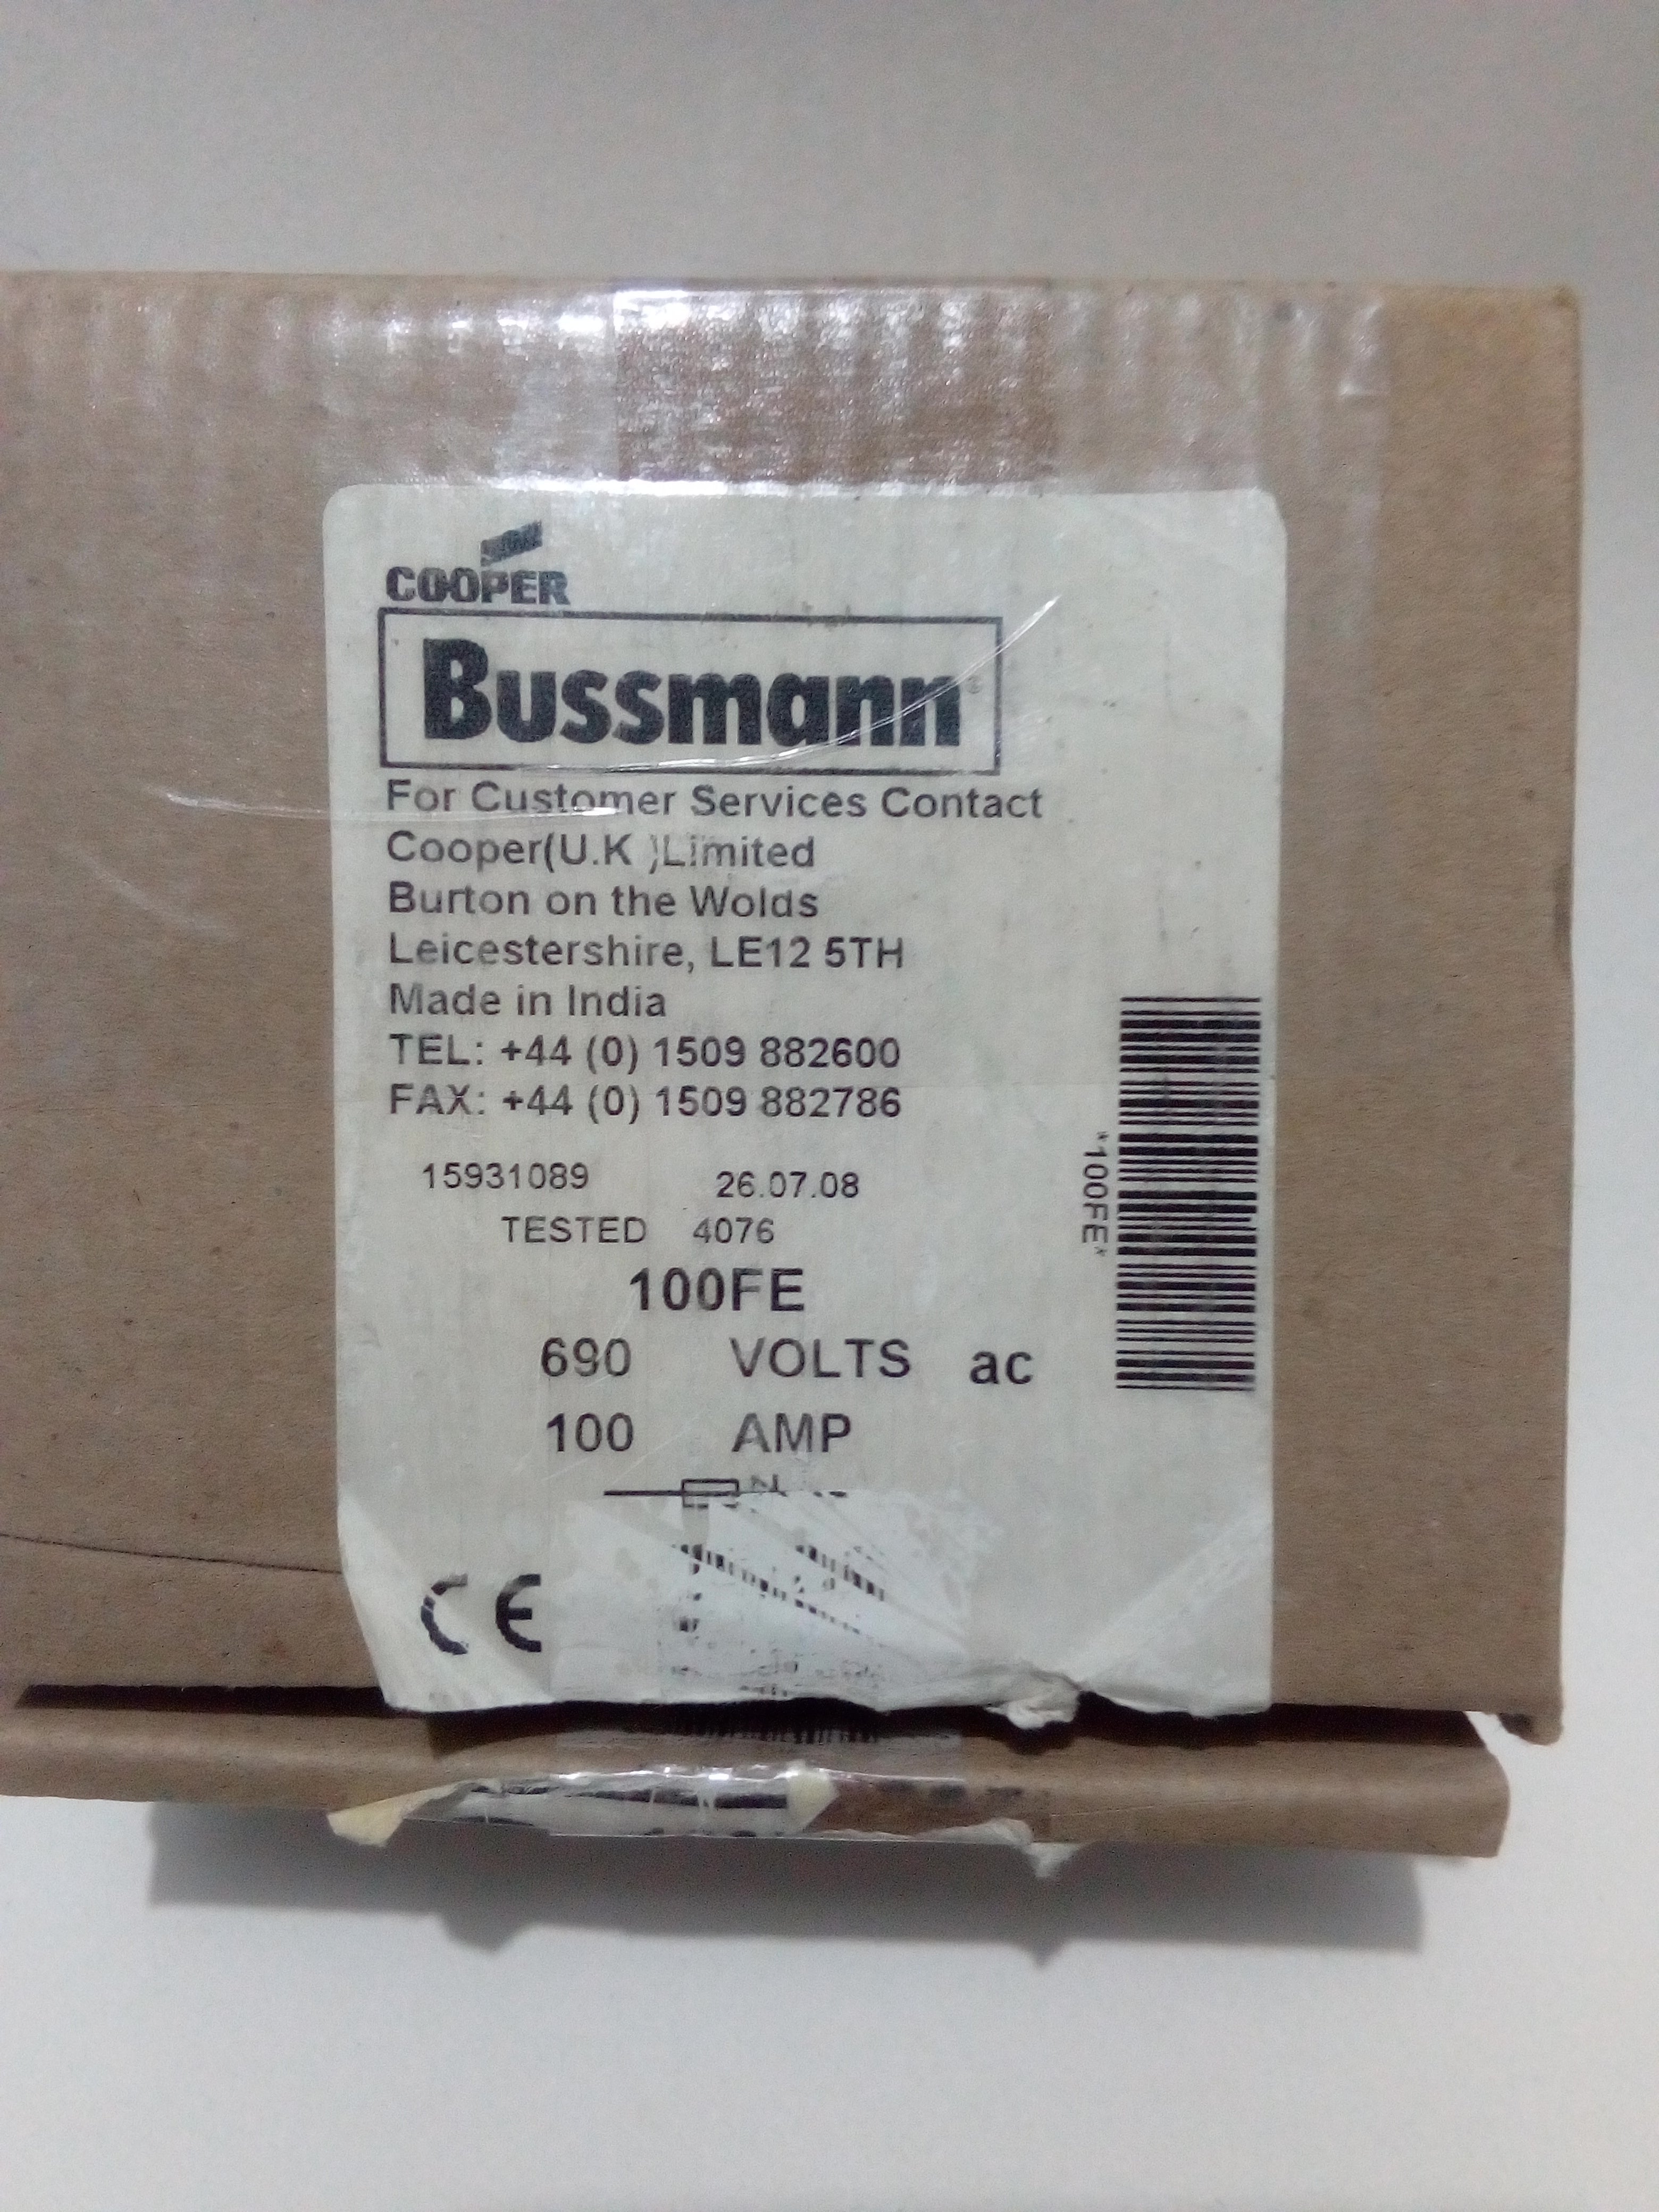 COOPER
Bussmann®
For Customer Services Contact
Cooper(U.K )Limited
Burton on the Wolds
Leicestershire, LE12 5TH
Made in India
TEL: +44 (0) 1509 882600
FAX: +44 (0) 1509 882786
15931089 26.07.08
TESTED 4076
100FE
690 VOLTS ac
100 AMP
CE
*100FE*